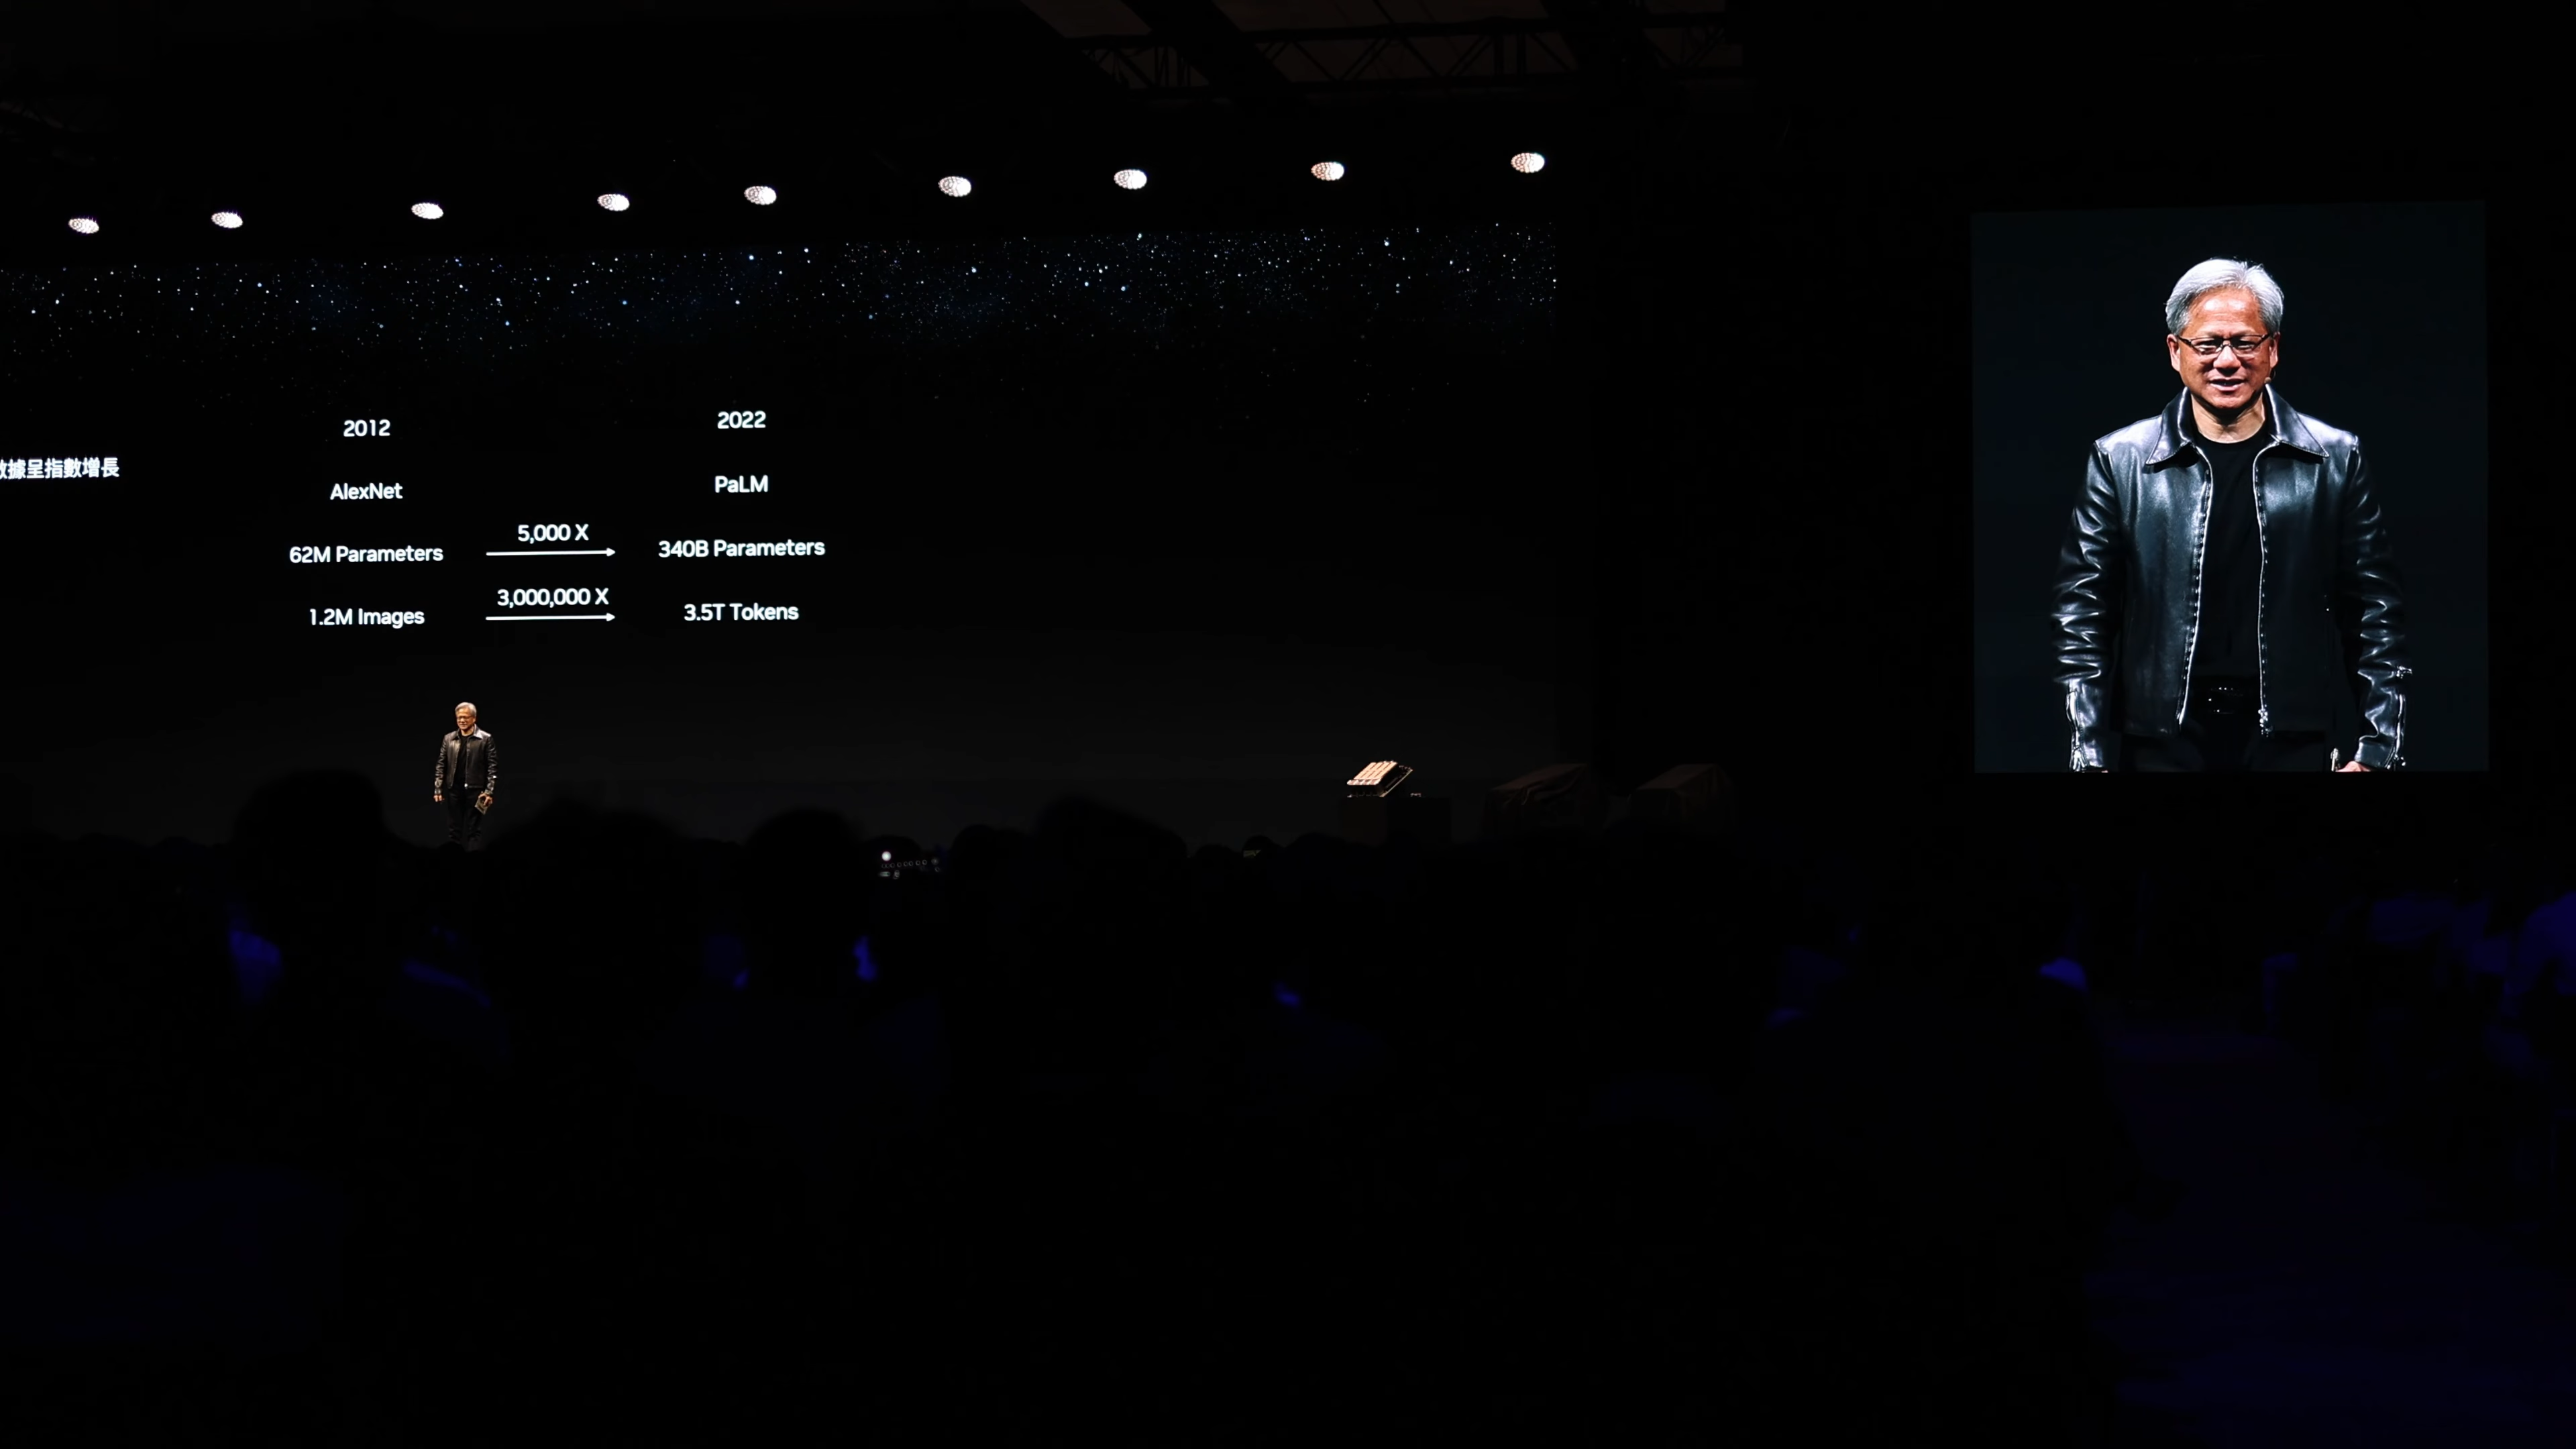 據呈指數增長
2012
2022
AlexNet
PaLM
5,000 X
62M Parameters
340B Parameters
3,000,000 X
1.2M Images
3.5T Tokens